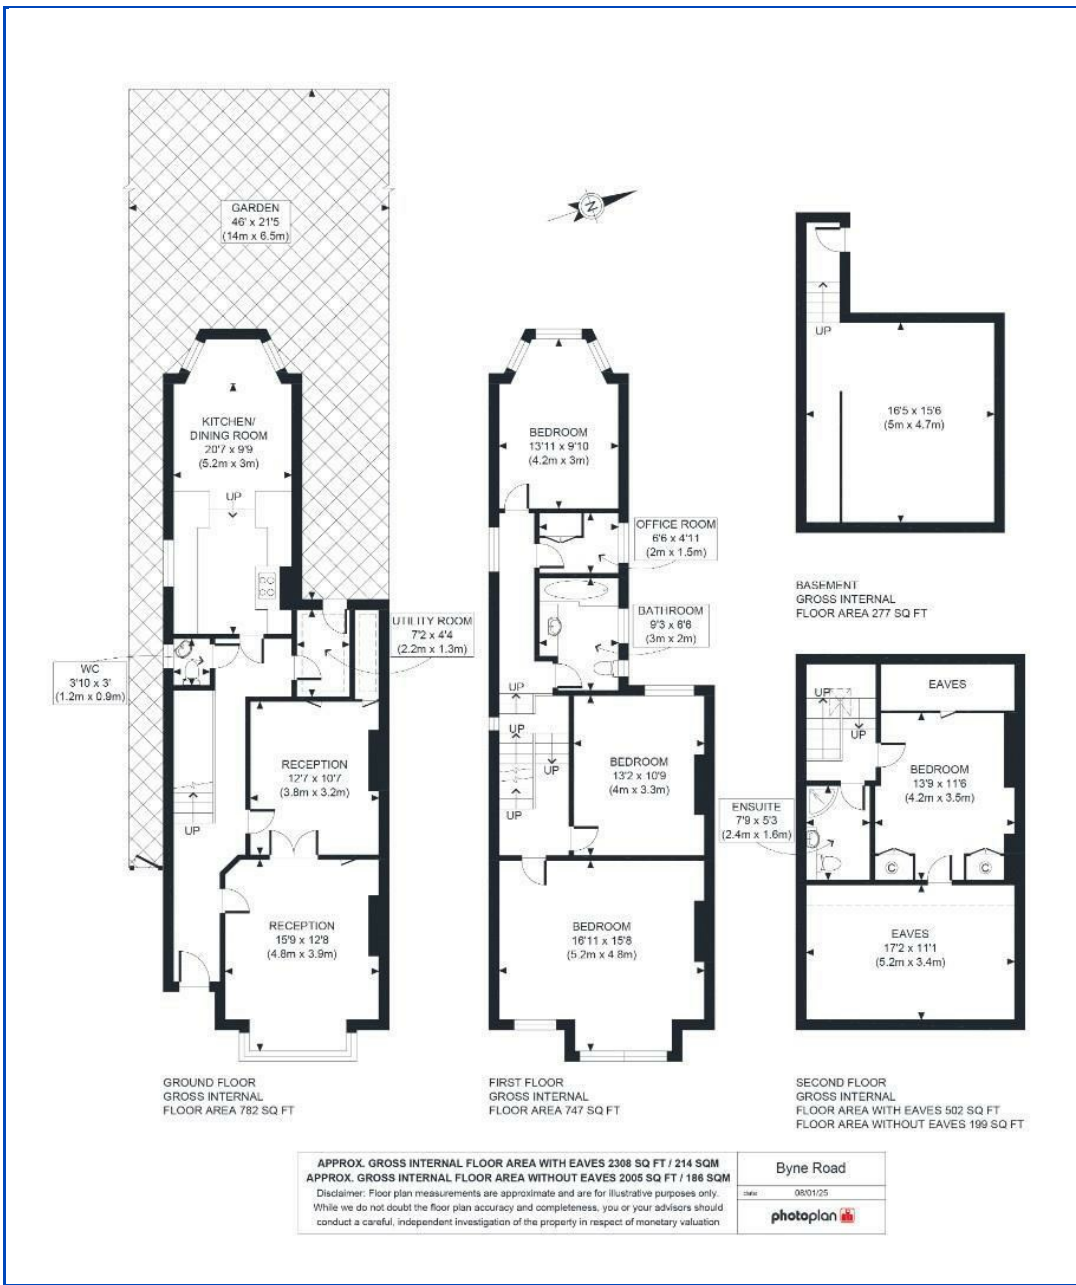 GARDEN
46' x 21'5
(14m x 6.5m)
N
KITCHEN/
DINING ROOM
20'7 x 9'9
(5.2m x 3m)
UP
WC
3'10 x 3'
(1.2m x 0.9m)
UTILITY ROOM
7'2 x 4'4
(2.2m x 1.3m)
RECEPTION
12'7 x 10'7
(3.8m x 3.2m)
UP
RECEPTION
15'9 x 12'8
(4.8m x 3.9m)
GROUND FLOOR
GROSS INTERNAL
FLOOR AREA 782 SQ FT
BEDROOM
13'11 x 9'10
(4.2m x 3m)
OFFICE ROOM
6'6 x 4'11
(2m x 1.5m)
BATHROOM
9'3 x 6'6
(3m x 2m)
UP
UP
UP
UP
BEDROOM
13'2 x 10'9
(4m x 3.3m)
BEDROOM
16'11 x 15'8
(5.2m x 4.8m)
FIRST FLOOR
GROSS INTERNAL
FLOOR AREA 747 SQ FT
UP
16'5 x 15'6
(5m x 4.7m)
BASEMENT
GROSS INTERNAL
FLOOR AREA 277 SQ FT
UP
UP
EAVES
BEDROOM
13'9 x 11'6
(4.2m x 3.5m)
ENSUITE
7'9 x 5'3
(2.4m x 1.6m)
C
C
EAVES
17'2 x 11'1
(5.2m x 3.4m)
SECOND FLOOR
GROSS INTERNAL
FLOOR AREA WITH EAVES 502 SQ FT
FLOOR AREA WITHOUT EAVES 199 SQ FT
APPROX. GROSS INTERNAL FLOOR AREA WITH EAVES 2308 SQ FT / 214 SQM
APPROX. GROSS INTERNAL FLOOR AREA WITHOUT EAVES 2005 SQ FT / 186 SQM
Disclaimer: Floor plan measurements are approximate and are for illustrative purposes only.
While we do not doubt the floor plan accuracy and completeness, you or your advisors should
conduct a careful, independent investigation of the property in respect of monetary valuation
Byne Road
date 08/01/25
photoplan